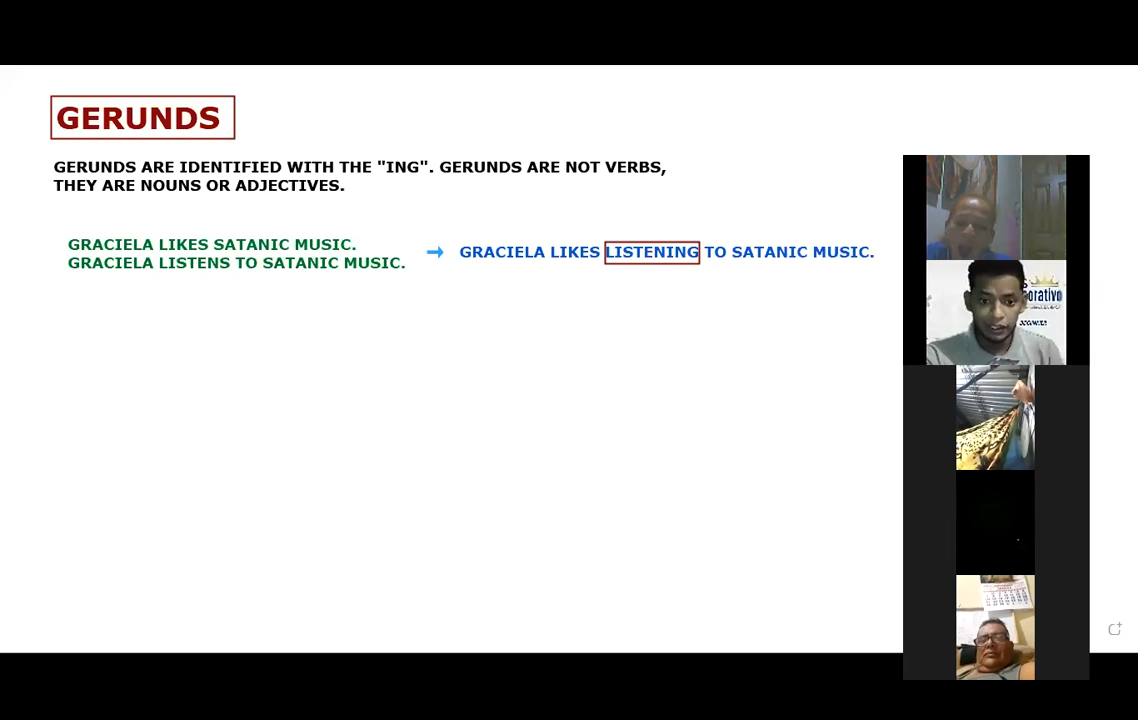 GERUNDS
GERUNDS ARE IDENTIFIED WITH THE "ING". GERUNDS ARE NOT VERBS,
THEY ARE NOUNS OR ADJECTIVES.
GRACIELA LIKES SATANIC MUSIC.
GRACIELA LISTENS TO SATANIC MUSIC.
→ GRACIELA LIKES LISTENING TO SATANIC MUSIC.
orativo